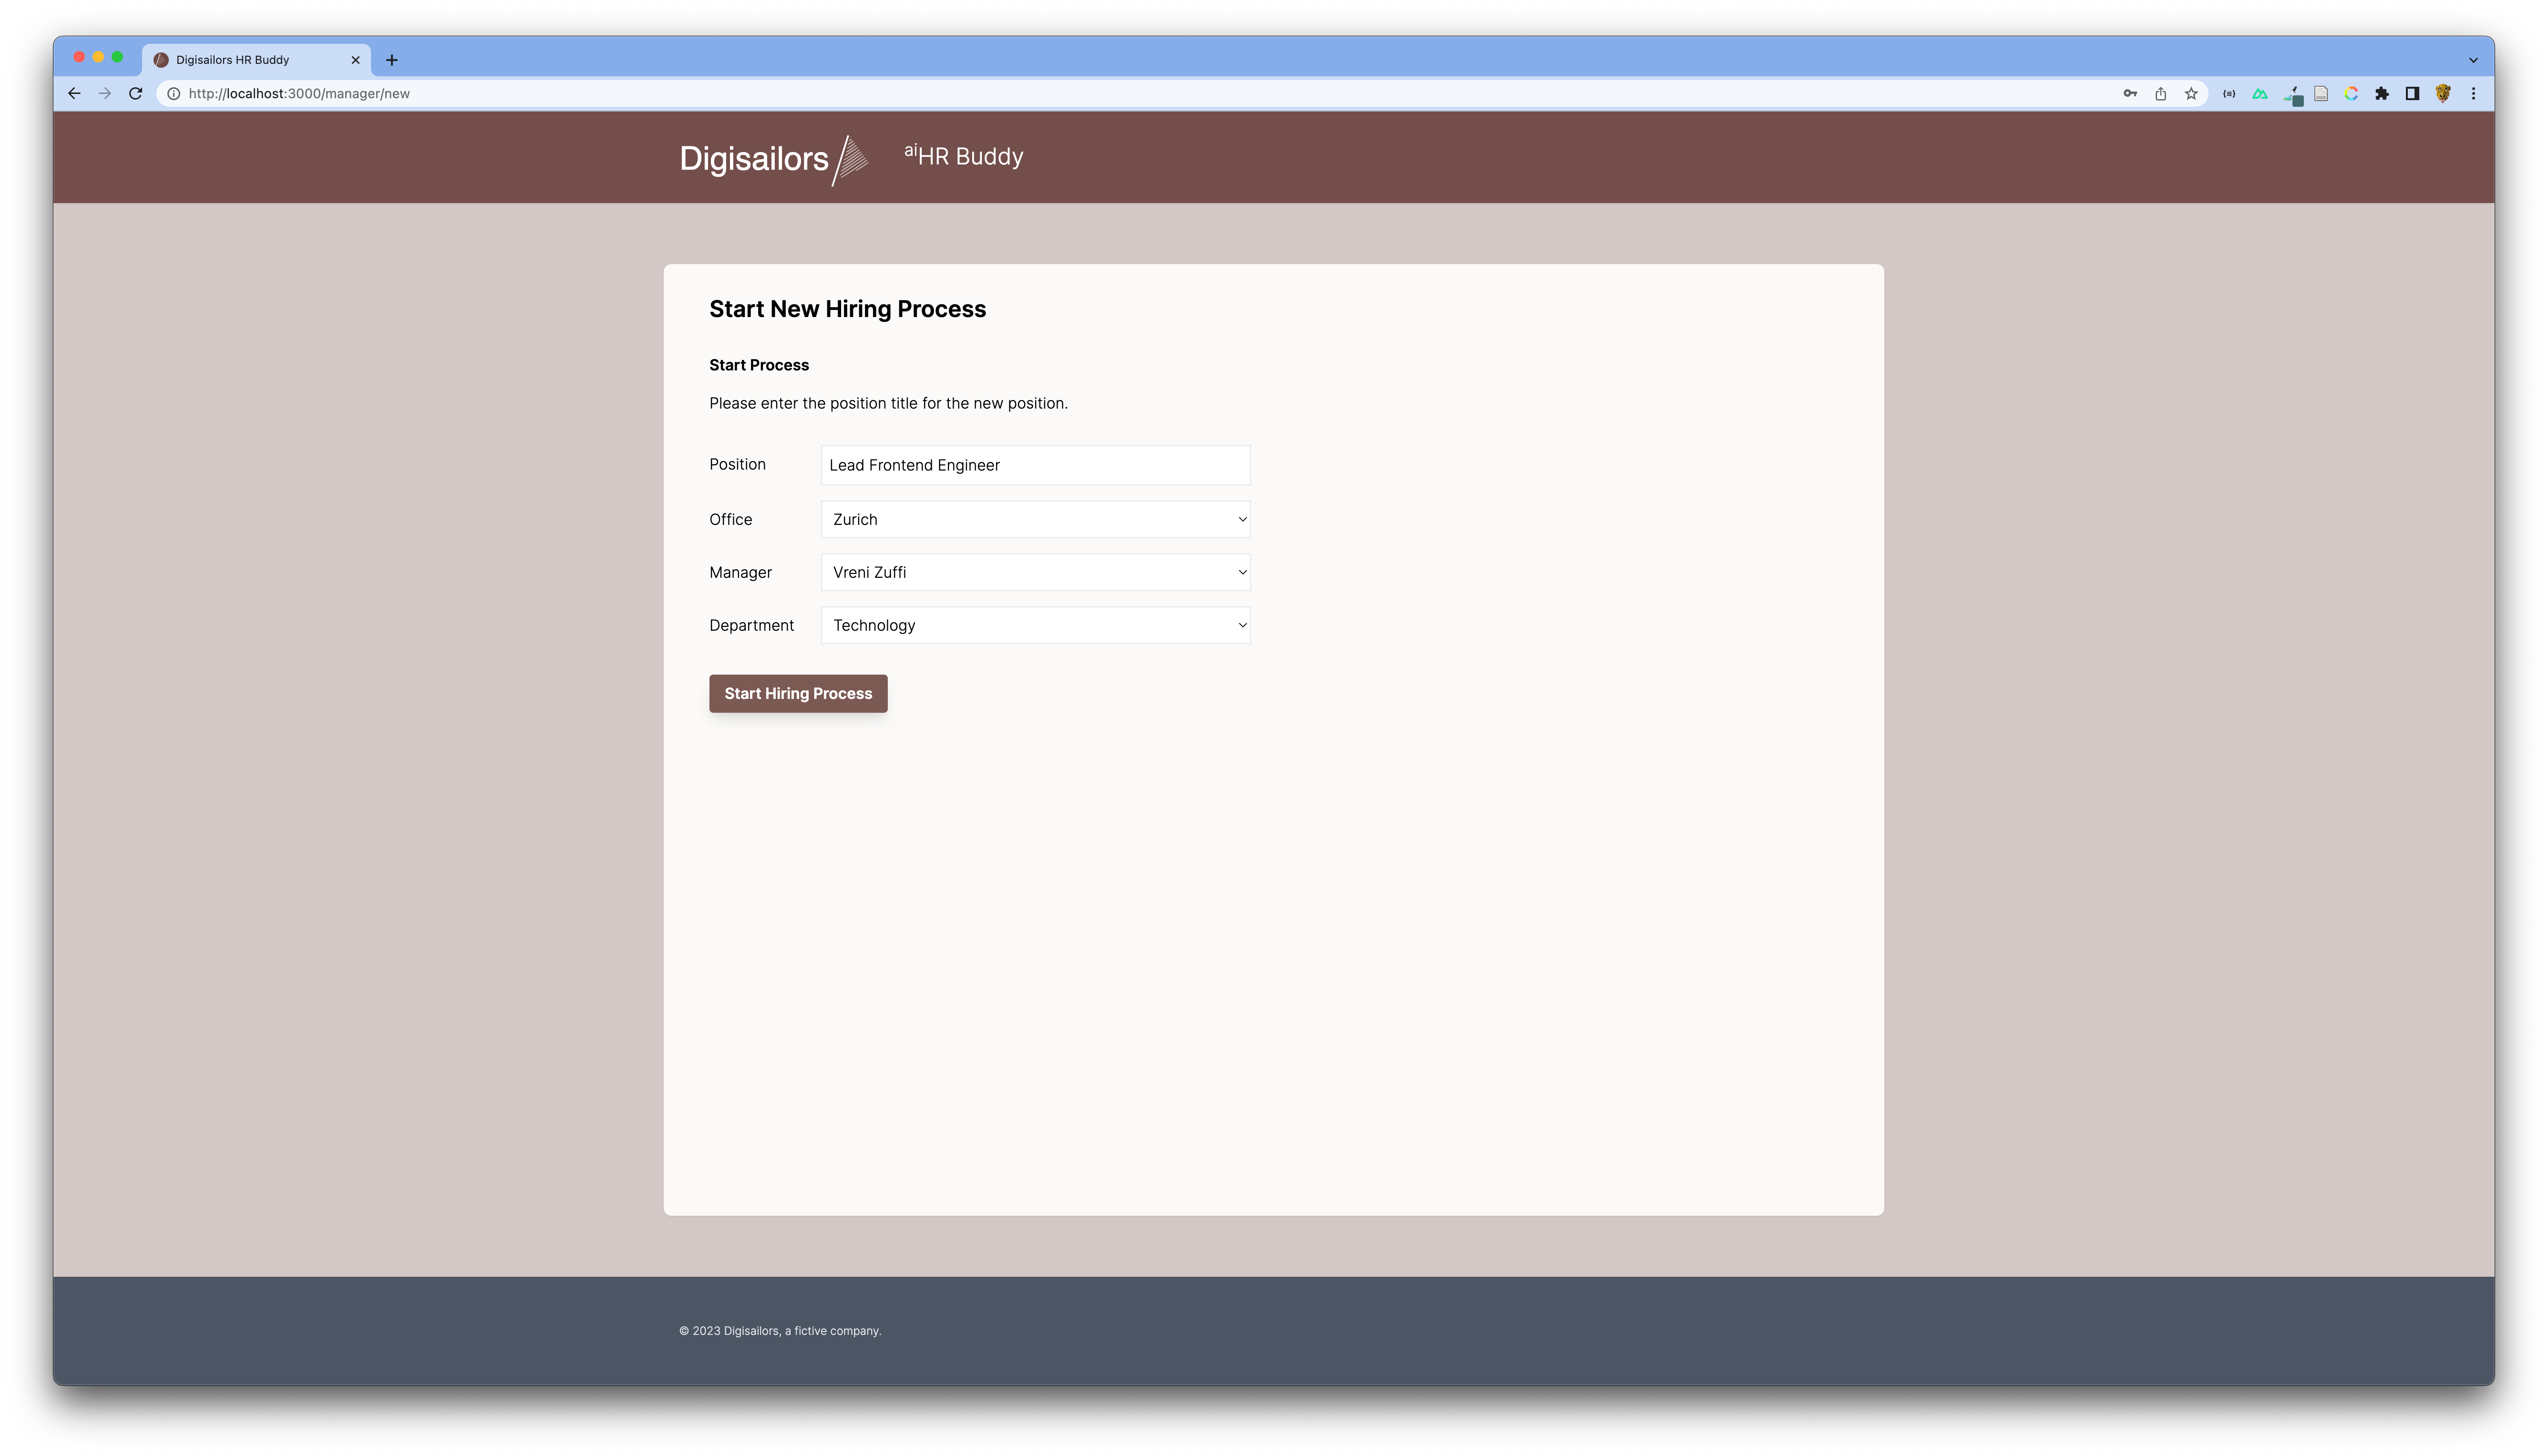 Digisailors HR Buddy
http://localhost:3000/manager/new
Digisailors
aiHR Buddy
Start New Hiring Process
Start Process
Please enter the position title for the new position.
Position Lead Frontend Engineer
Office Zurich
Manager Vreni Zuffi
Department Technology
Start Hiring Process
© 2023 Digisailors, a fictive company.